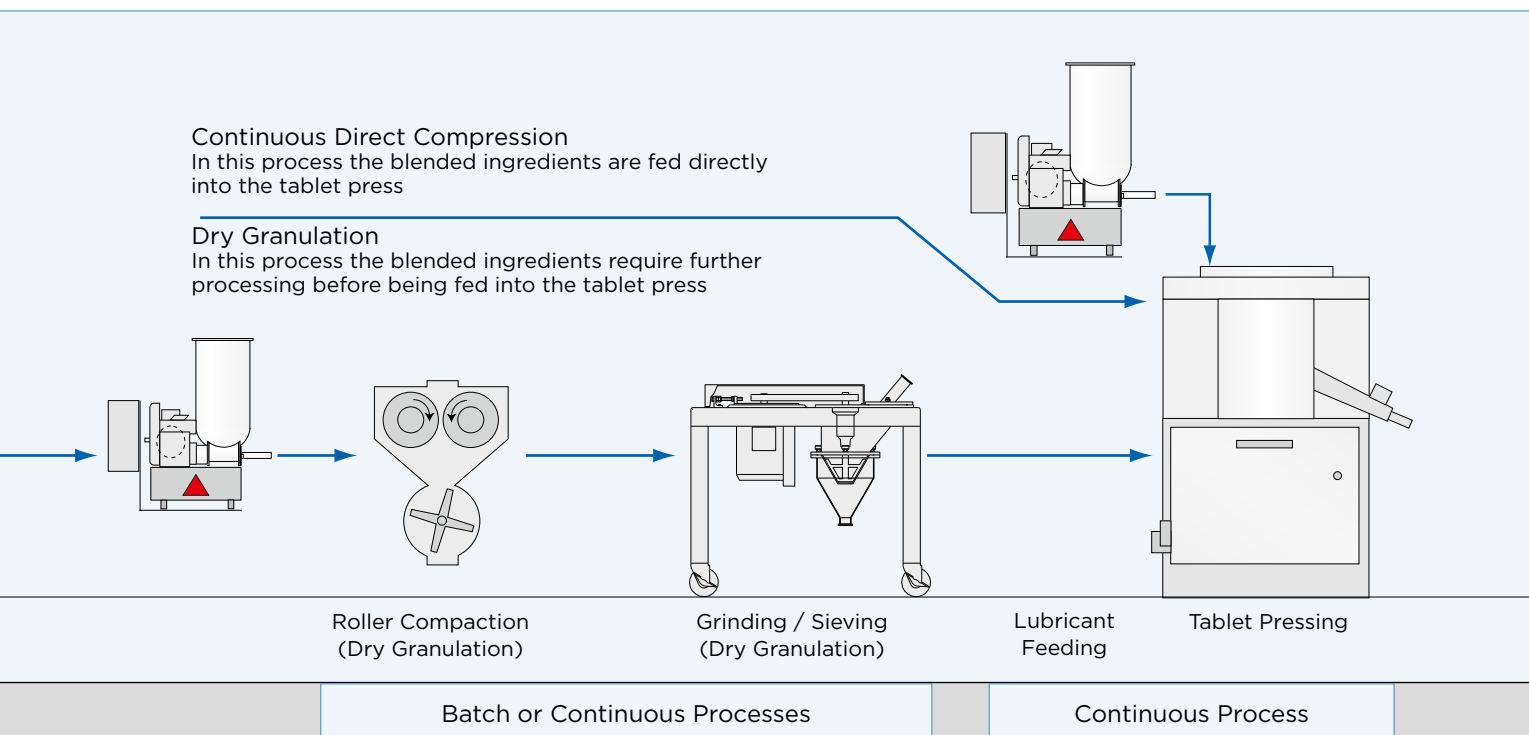 Continuous Direct Compression
In this process the blended ingredients are fed directly
into the tablet press
Dry Granulation
In this process the blended ingredients require further
processing before being fed into the tablet press
Roller Compaction
(Dry Granulation)
Grinding / Sieving
(Dry Granulation)
Lubricant
Feeding
Tablet Pressing
Batch or Continuous Processes
Continuous Process